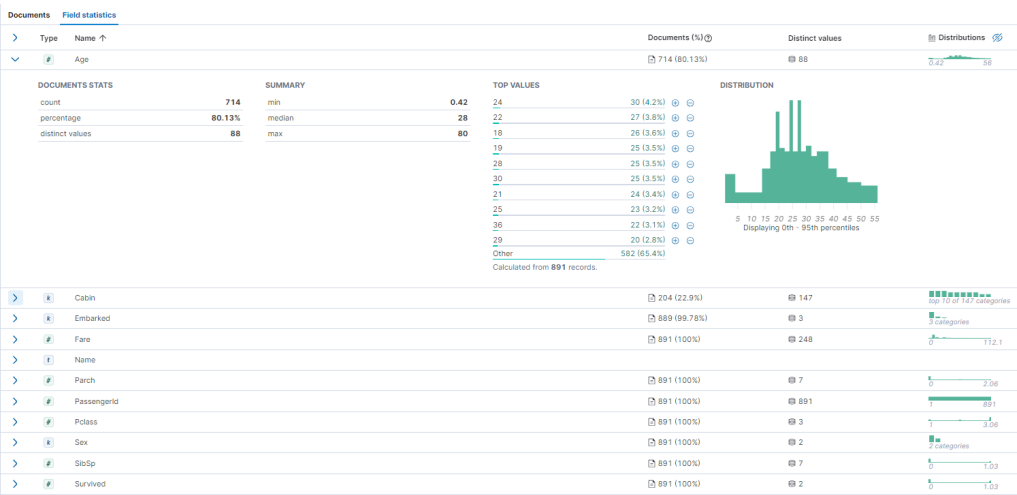 Documents Field statistics
Type Name ↑ Documents (%) Distinct values Distributions
# Age 714 (80.13%) 88 0.42 56
DOCUMENTS STATS SUMMARY TOP VALUES DISTRIBUTION
count 714 min 0.42 24 30 (4.2%)
percentage 80.13% median 28 22 27 (3.8%)
distinct values 88 max 80 18 26 (3.6%)
19 25 (3.5%)
28 25 (3.5%)
30 25 (3.5%)
21 24 (3.4%)
25 23 (3.2%)
36 22 (3.1%)
29 20 (2.8%)
Other 582 (65.4%)
Calculated from 891 records.
5 10 15 20 25 30 35 40 45 50 55
Displaying 0th - 95th percentiles
k Cabin 204 (22.9%) 147 top 10 of 147 categories
k Embarked 889 (99.78%) 3 3 categories
# Fare 891 (100%) 248 0 112.1
t Name
# Parch 891 (100%) 7 0 2.06
# PassengerId 891 (100%) 891 1 891
# Pclass 891 (100%) 3 1 3.06
k Sex 891 (100%) 2 2 categories
# SibSp 891 (100%) 7 0 1.03
# Survived 891 (100%) 2 0 1.03